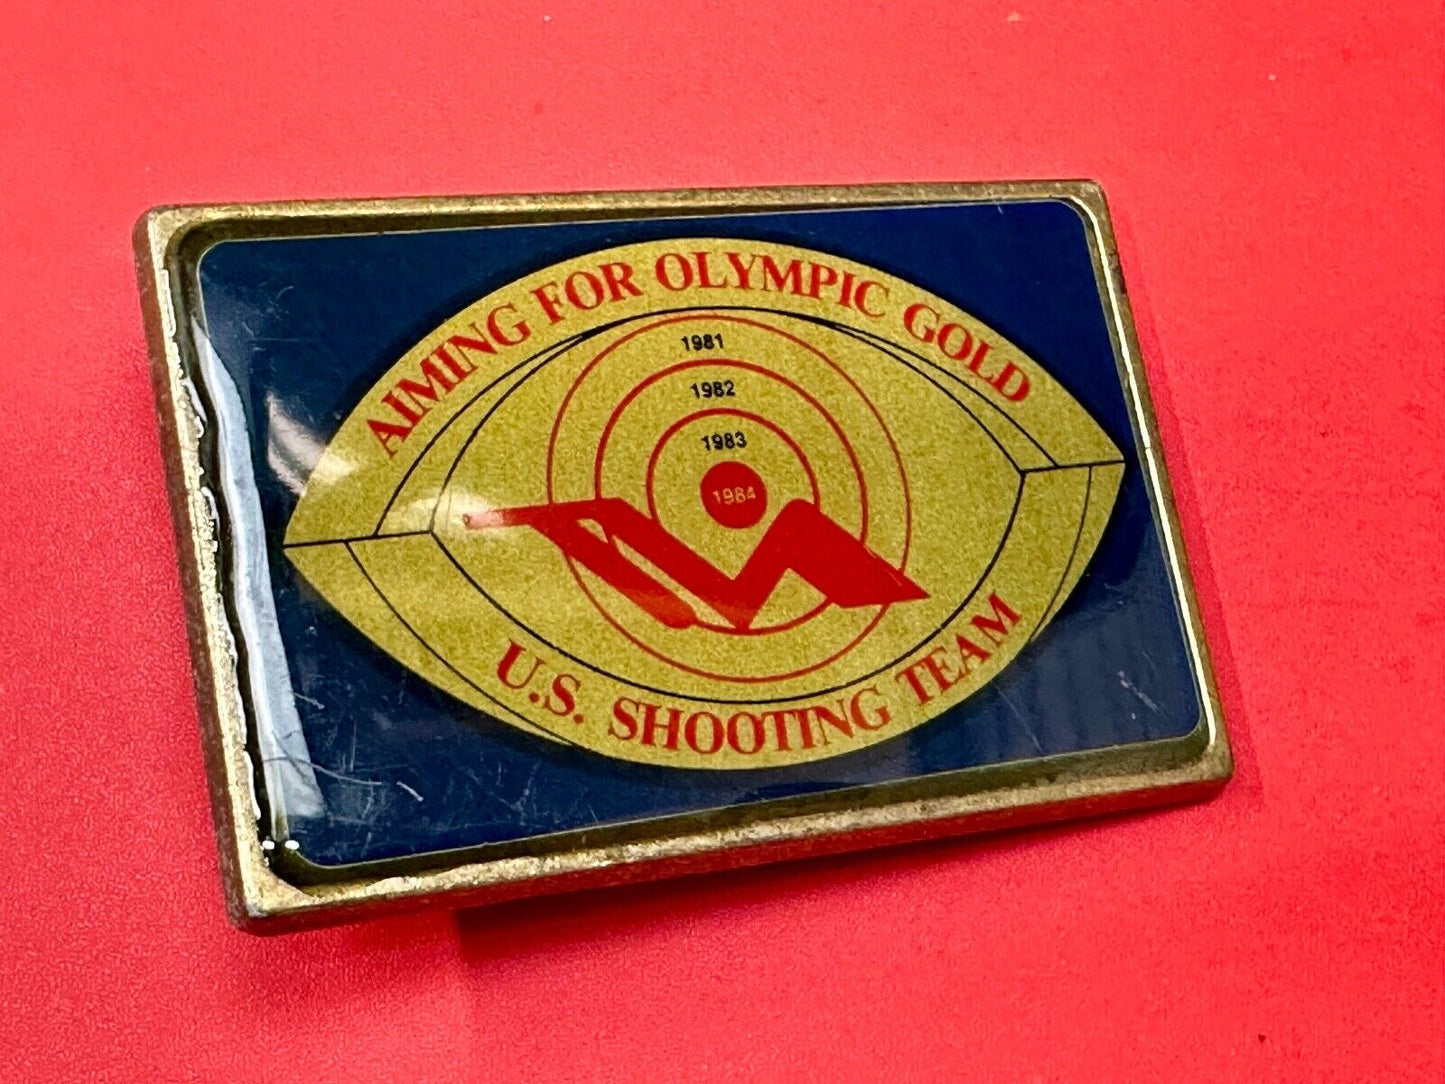 AIMING FOR OLYMPIC GOLD
1981
1982
1983
1984
U.S. SHOOTING TEAM